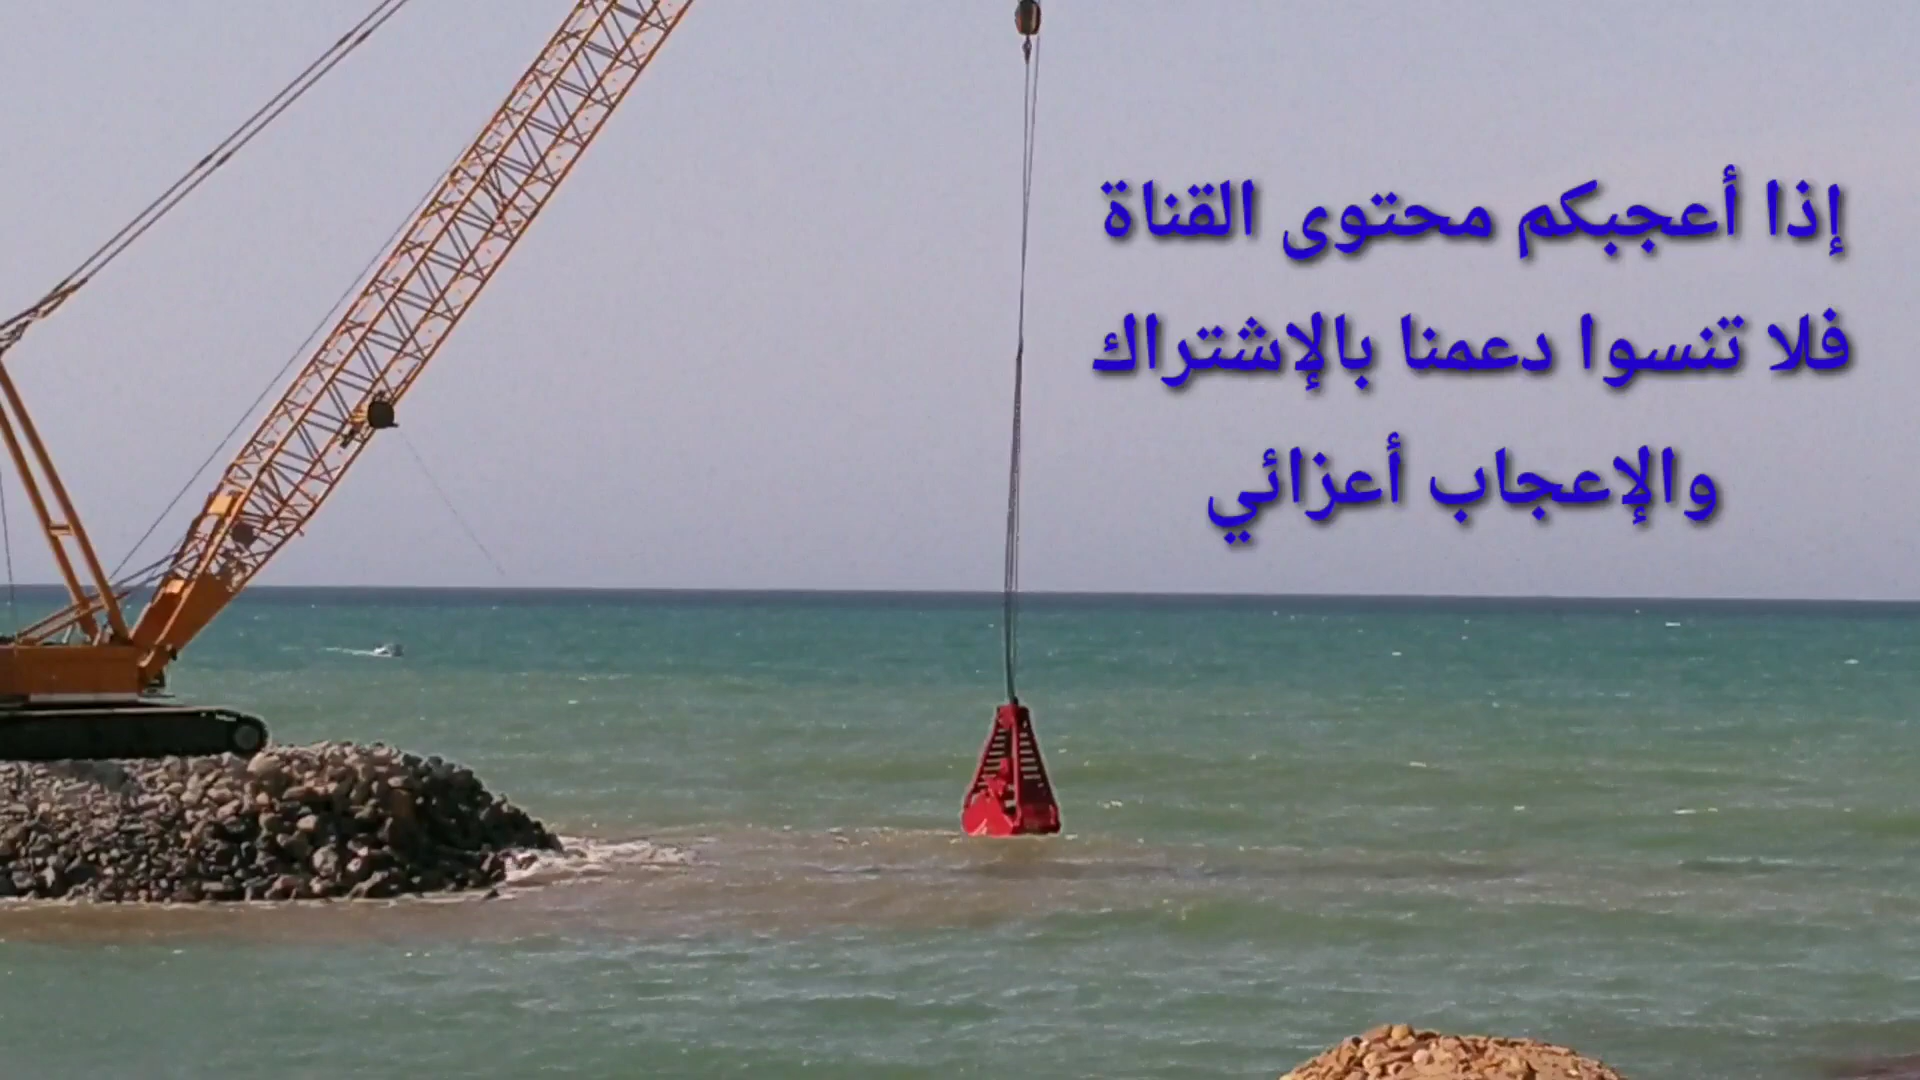 إذا أعجبكم محتوى القناة
فلا تنسوا دعمنا بالإشتراك
والإعجاب أعزائي